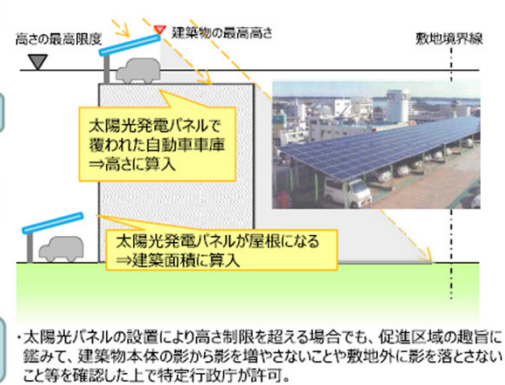 高さの最高限度
建築物の最高高さ
敷地境界線
太陽光発電パネルで
覆われた自動車車庫
⇒高さに算入
太陽光発電パネルが屋根になる
⇒建築面積に算入
・太陽光パネルの設置により高さ制限を超える場合でも、促進区域の趣旨に
鑑みて、建築物本体の影から影を増やさないことや敷地外に影を落とさない
こと等を確認した上で特定行政庁が許可。